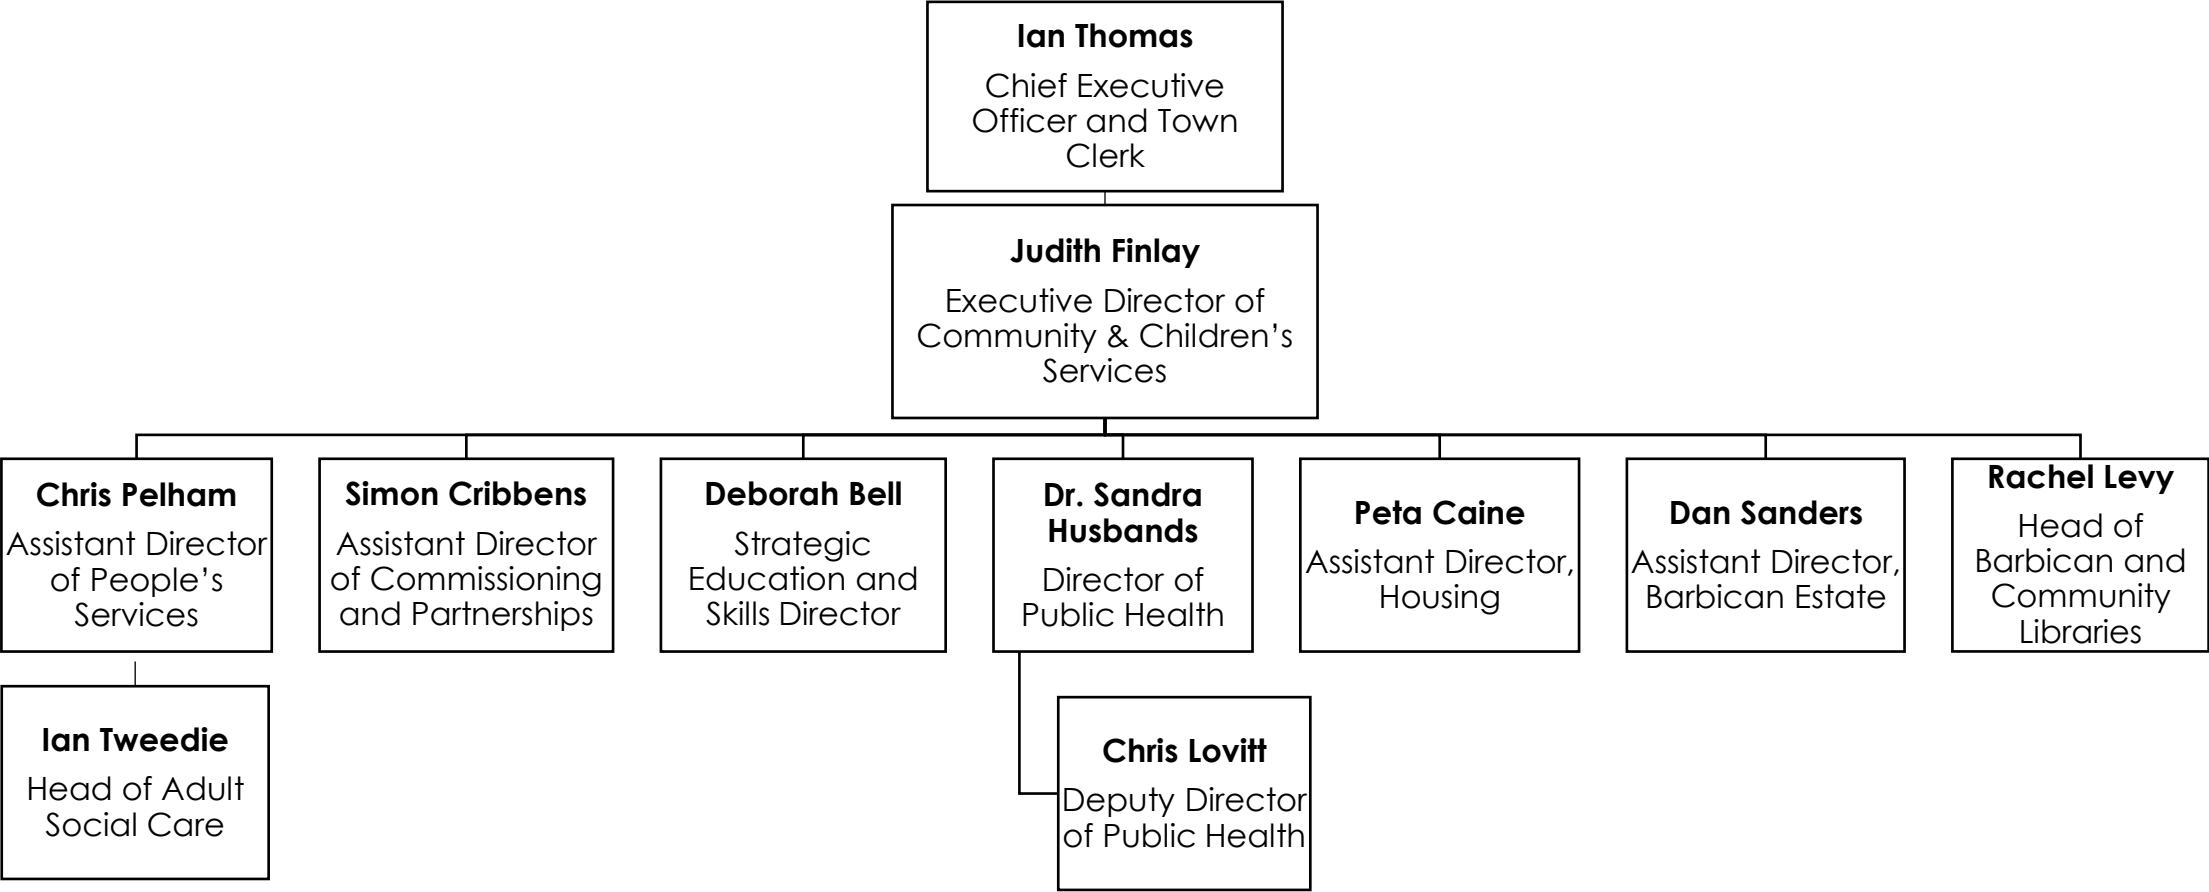 Ian Thomas
Chief Executive
Officer and Town
Clerk
Judith Finlay
Executive Director of
Community & Children’s
Services
Chris Pelham
Assistant Director
of People’s
Services
Simon Cribbens
Assistant Director
of Commissioning
and Partnerships
Deborah Bell
Strategic
Education and
Skills Director
Dr. Sandra
Husbands
Director of
Public Health
Peta Caine
Assistant Director,
Housing
Dan Sanders
Assistant Director,
Barbican Estate
Rachel Levy
Head of
Barbican and
Community
Libraries
Ian Tweedie
Head of Adult
Social Care
Chris Lovitt
Deputy Director
of Public Health